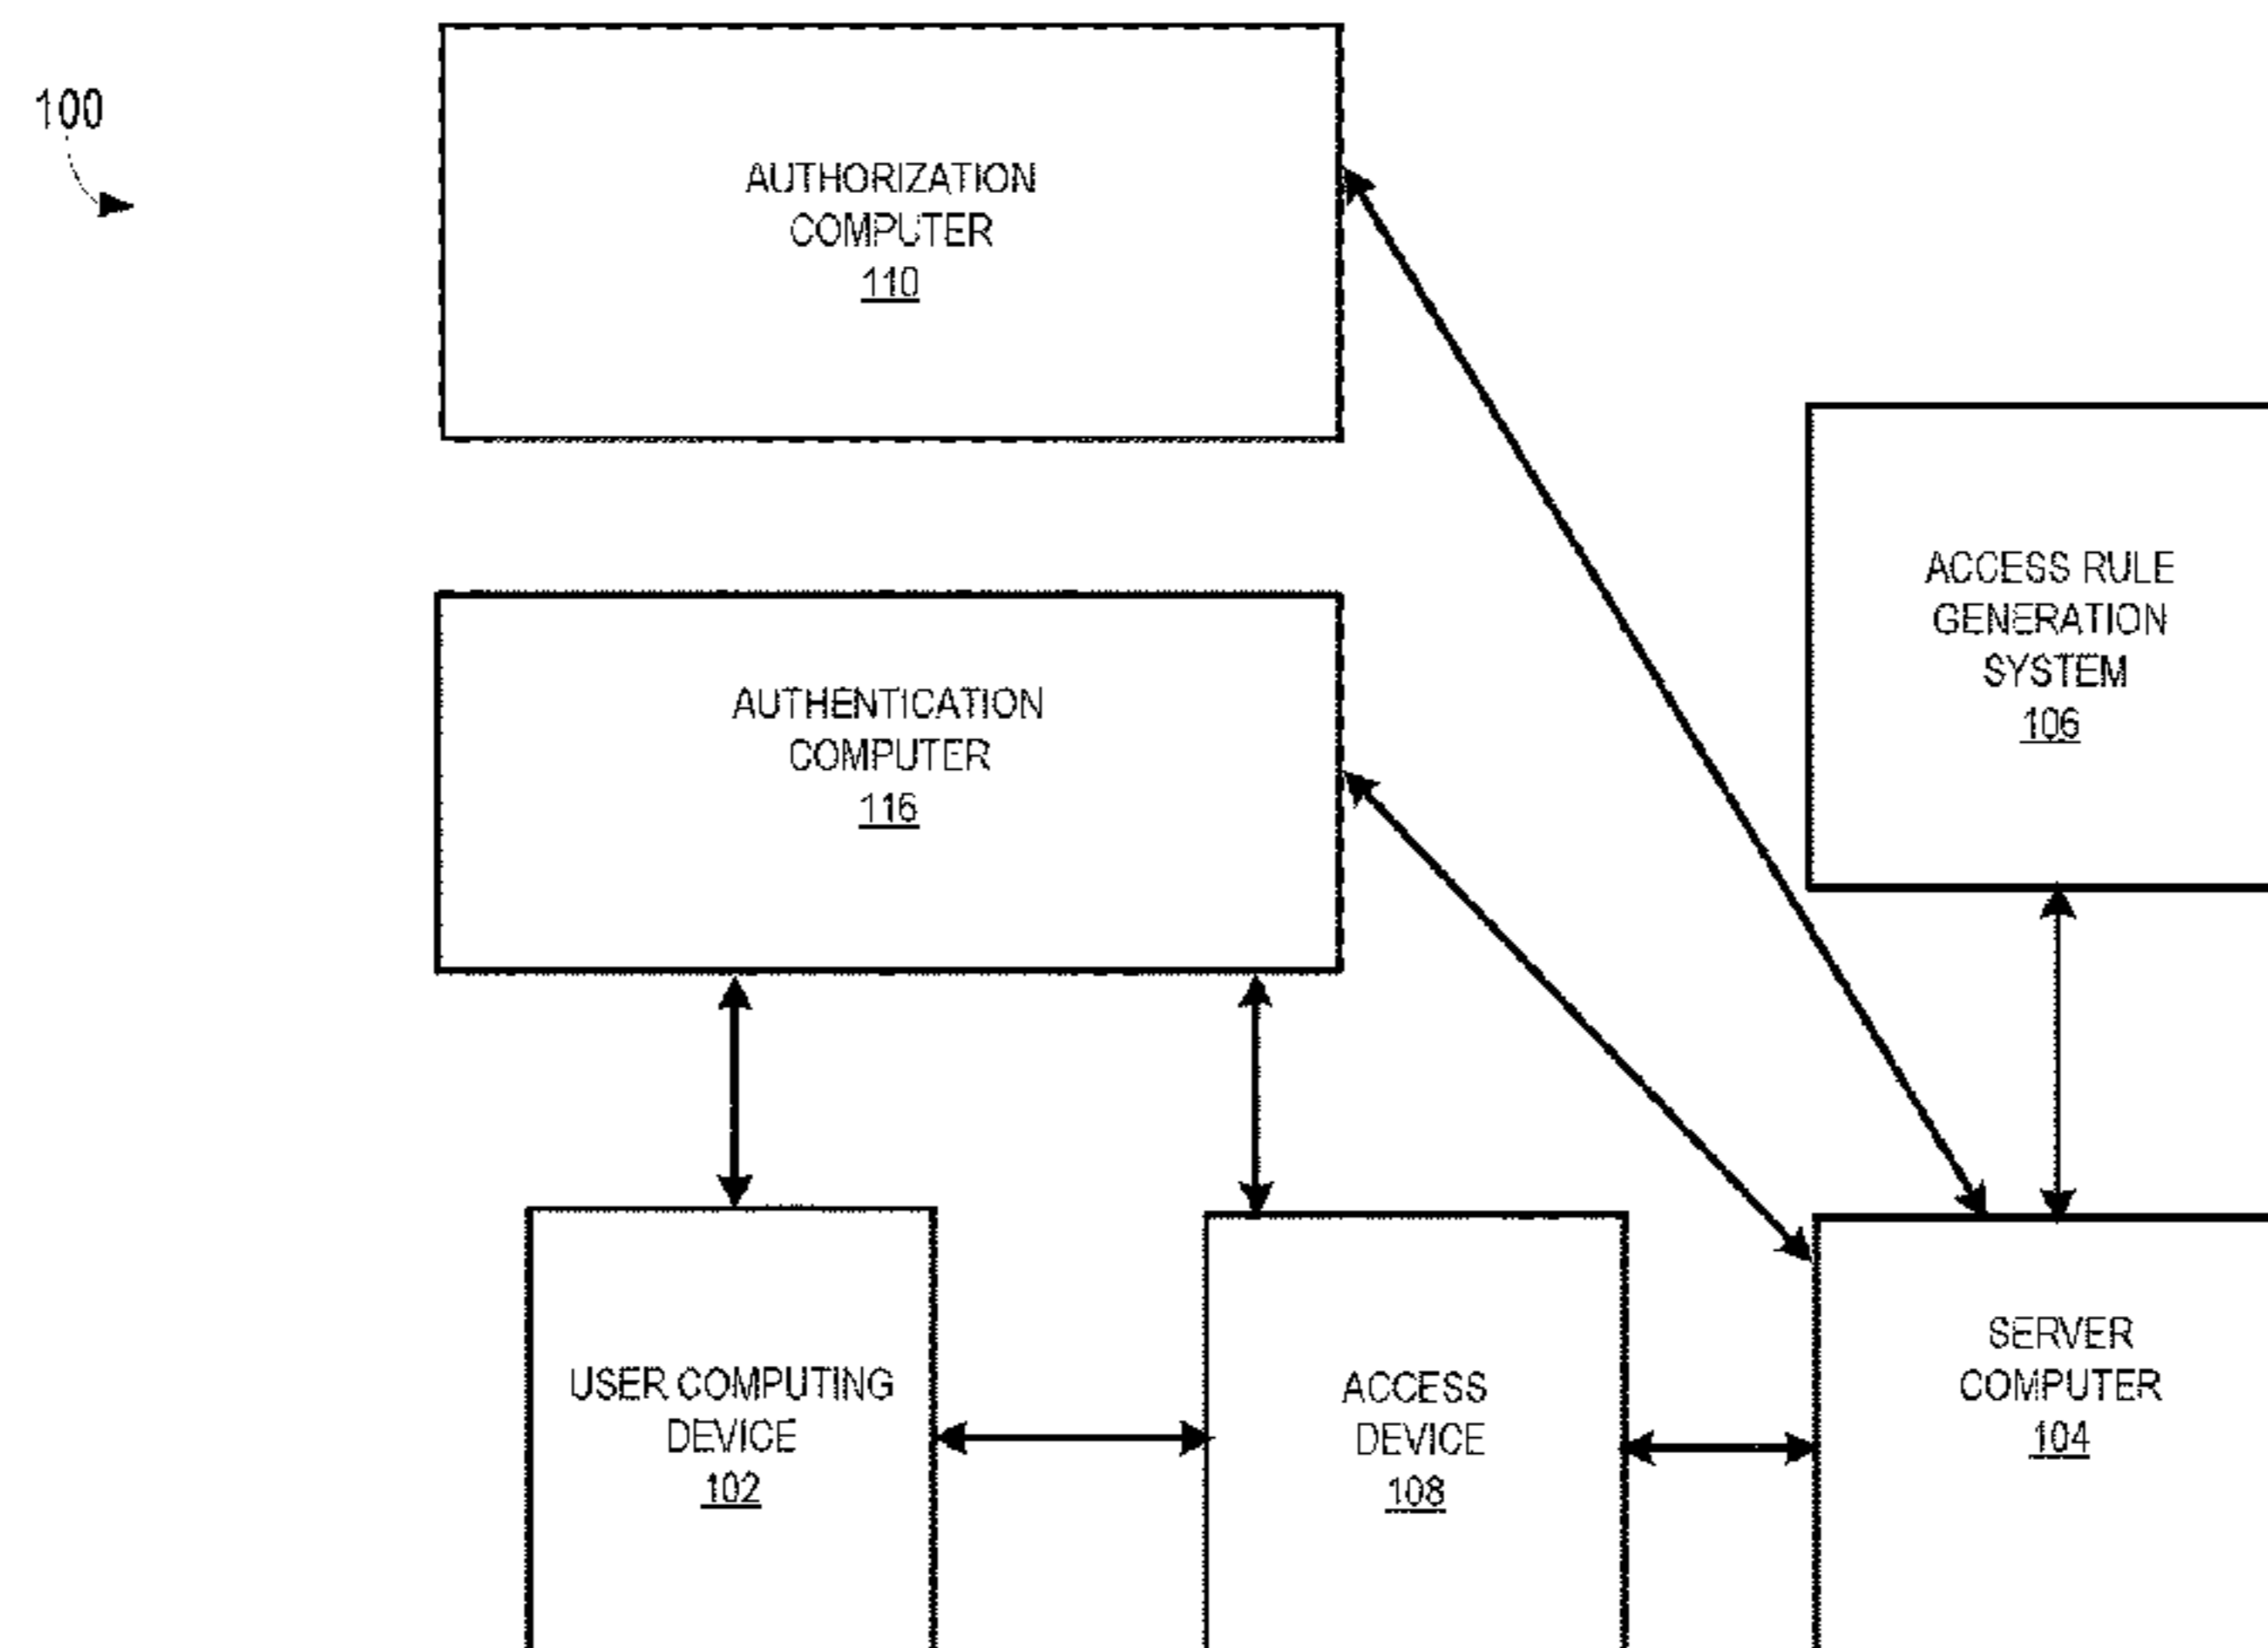 100
AUTHORIZATION
COMPUTER
110
ACCESS RULE
GENERATION
SYSTEM
106
AUTHENTICATION
COMPUTER
116
USER COMPUTING
DEVICE
102
ACCESS
DEVICE
108
SERVER
COMPUTER
104